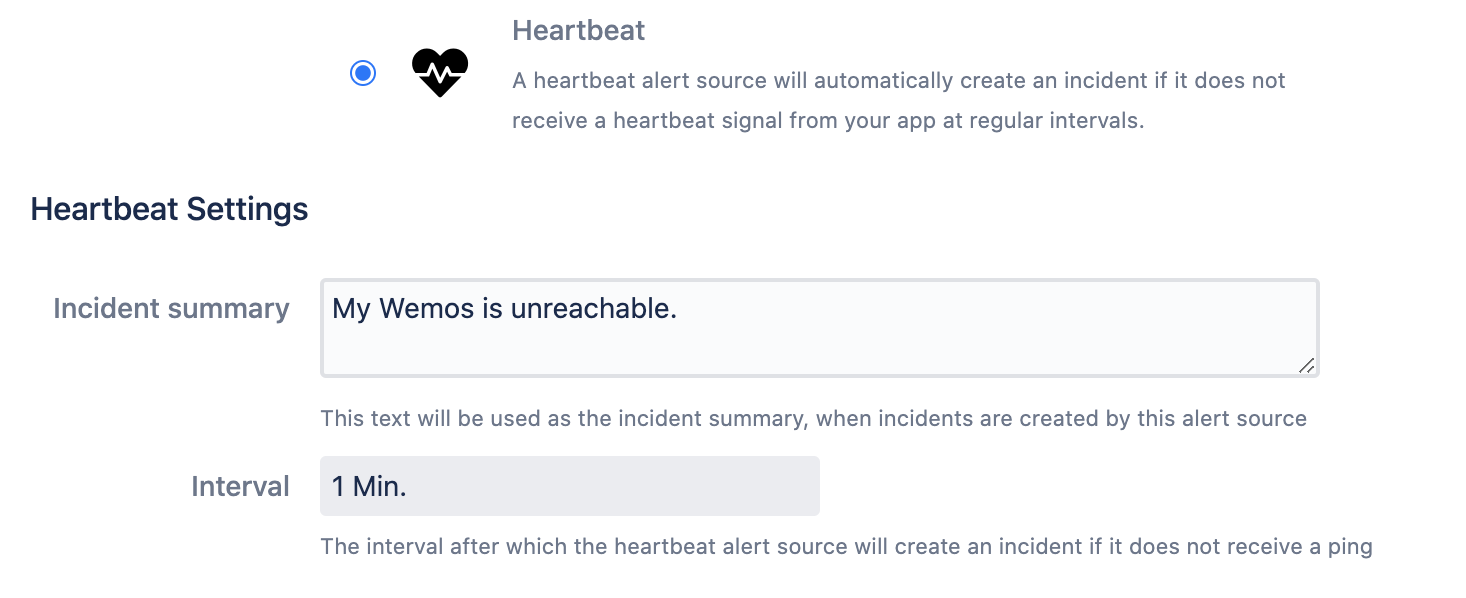 Heartbeat
A heartbeat alert source will automatically create an incident if it does not
receive a heartbeat signal from your app at regular intervals.
Heartbeat Settings
Incident summary
My Wemos is unreachable.
This text will be used as the incident summary, when incidents are created by this alert source
Interval
1 Min.
The interval after which the heartbeat alert source will create an incident if it does not receive a ping